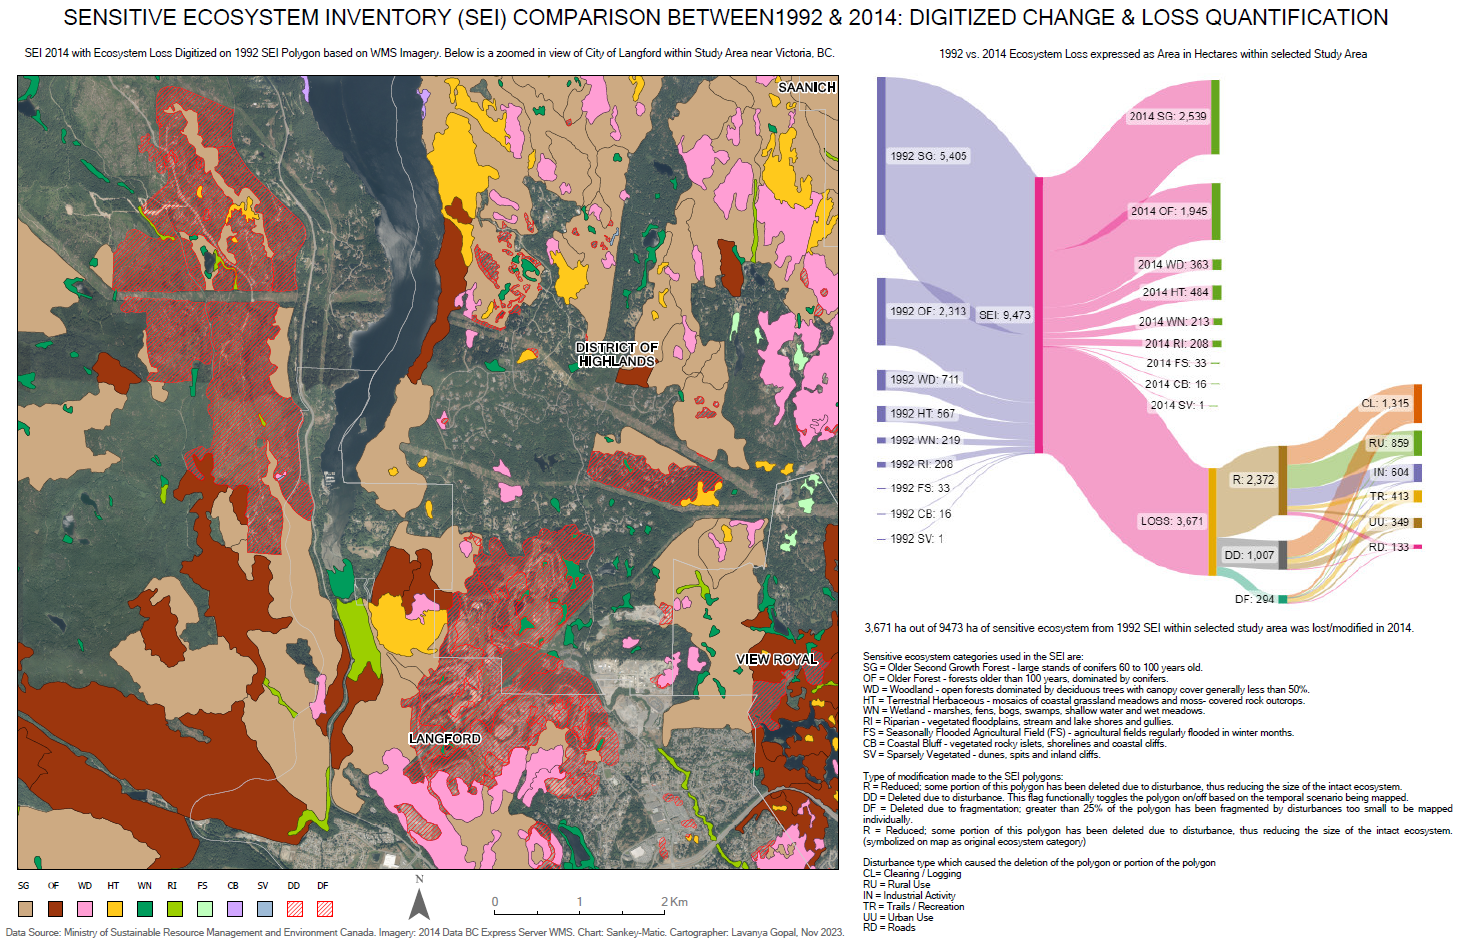 SENSITIVE ECOSYSTEM INVENTORY (SEI) COMPARISON BETWEEN1992 & 2014: DIGITIZED CHANGE & LOSS QUANTIFICATION
SEI 2014 with Ecosystem Loss Digitized on 1992 SEI Polygon based on WMS Imagery. Below is a zoomed in view of City of Langford within Study Area near Victoria, BC.
SAANICH
DISTRICT OF
HIGHLANDS
VIEW ROYAL
LANGFORD
SG OF WD HT WN RI FS CB SV DD DF
N
0 1 2 Km
Data Source: Ministry of Sustainable Resource Management and Environment Canada. Imagery: 2014 Data BC Express Server WMS. Chart: Sankey-Matic. Cartographer: Lavanya Gopal, Nov 2023.
1992 vs. 2014 Ecosystem Loss expressed as Area in Hectares within selected Study Area
1992 SG: 5,405
1992 OF: 2,313
1992 WD: 711
1992 HT: 567
1992 WN: 219
1992 RI: 208
1992 FS: 33
1992 CB: 16
1992 SV: 1
SEI: 9,473
2014 SG: 2,539
2014 OF: 1,945
2014 WD: 363
2014 HT: 484
2014 WN: 213
2014 RI: 208
2014 FS: 33
2014 CB: 16
2014 SV: 1
LOSS: 3,671
R: 2,372
DD: 1,007
DF: 294
CL: 1,315
RU: 859
IN: 604
TR: 413
UU: 349
RD: 133
3,671 ha out of 9473 ha of sensitive ecosystem from 1992 SEI within selected study area was lost/modified in 2014.
Sensitive ecosystem categories used in the SEI are:
SG = Older Second Growth Forest - large stands of conifers 60 to 100 years old.
OF = Older Forest - forests older than 100 years, dominated by conifers.
WD = Woodland - open forests dominated by deciduous trees with canopy cover generally less than 50%.
HT = Terrestrial Herbaceous - mosaics of coastal grassland meadows and moss- covered rock outcrops.
WN = Wetland - marshes, fens, bogs, swamps, shallow water and wet meadows.
RI = Riparian - vegetated floodplains, stream and lake shores and gullies.
FS = Seasonally Flooded Agricultural Field (FS) - agricultural fields regularly flooded in winter months.
CB = Coastal Bluff - vegetated rocky islets, shorelines and coastal cliffs.
SV = Sparsely Vegetated - dunes, spits and inland cliffs.
Type of modification made to the SEI polygons:
R = Reduced; some portion of this polygon has been deleted due to disturbance, thus reducing the size of the intact ecosystem.
DD = Deleted due to disturbance. This flag functionally toggles the polygon on/off based on the temporal scenario being mapped.
DF = Deleted due to fragmentation; greater than 25% of the polygon has been fragmented by disturbances too small to be mapped
individually.
R = Reduced; some portion of this polygon has been deleted due to disturbance, thus reducing the size of the intact ecosystem.
(symbolized on map as original ecosystem category)
Disturbance type which caused the deletion of the polygon or portion of the polygon
CL= Clearing / Logging
RU = Rural Use
IN = Industrial Activity
TR = Trails / Recreation
UU = Urban Use
RD = Roads